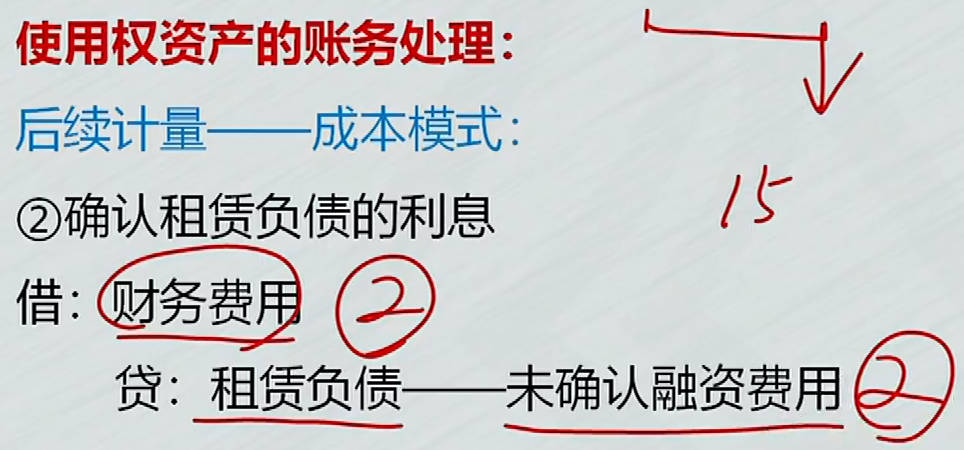 使用权资产的账务处理：
后续计量——成本模式：
15
②确认租赁负债的利息
借：财务费用 2
贷：租赁负债——未确认融资费用 2